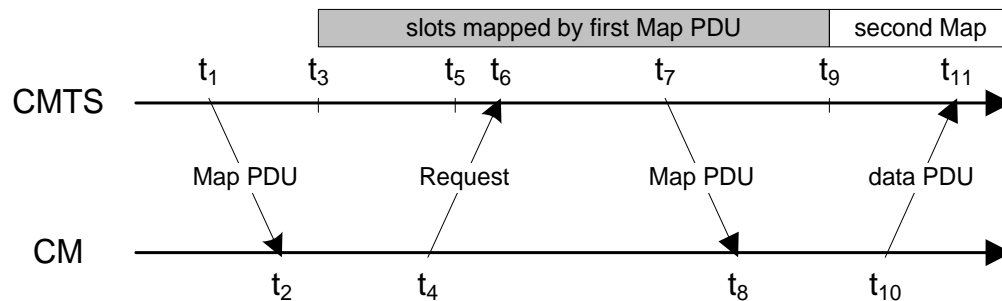 slots mapped by first Map PDU second Map
t1 t3 t5 t6 t7 t9 t11
CMTS
Map PDU Request Map PDU data PDU
CM
t2 t4 t8 t10